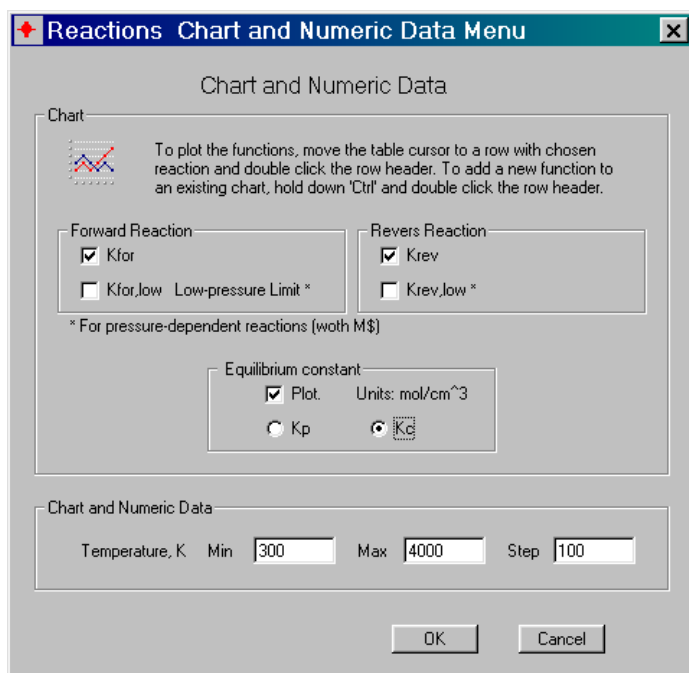 Reactions Chart and Numeric Data Menu
Chart and Numeric Data
Chart
To plot the functions, move the table cursor to a row with chosen
reaction and double click the row header. To add a new function to
an existing chart, hold down 'Ctrl' and double click the row header.
Forward Reaction
Kfor
Kfor,low Low-pressure Limit *
Revers Reaction
Krev
Krev,low *
* For pressure-dependent reactions (woth M$)
Equilibrium constant
Plot. Units: mol/cm^3
Kp Kc
Chart and Numeric Data
Temperature, K Min 300 Max 4000 Step 100
OK Cancel